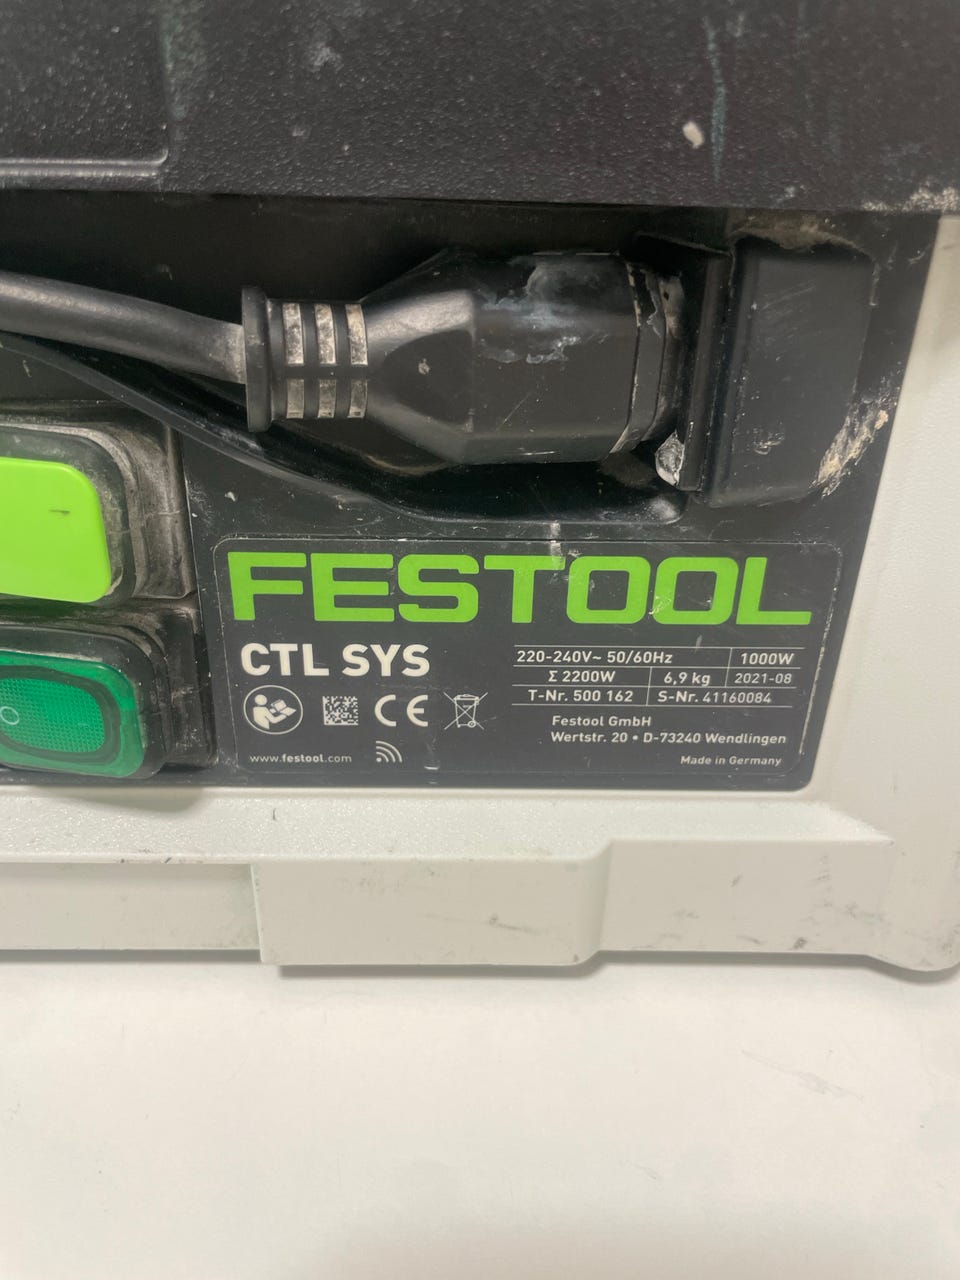 FESTOOL
CTL SYS
220-240V~ 50/60Hz 1000W
Σ 2200W 6,9 kg 2021-08
T-Nr. 500 162 S-Nr. 41160084
CE
Festool GmbH
Wertstr. 20 • D-73240 Wendlingen
www.festool.com
Made in Germany